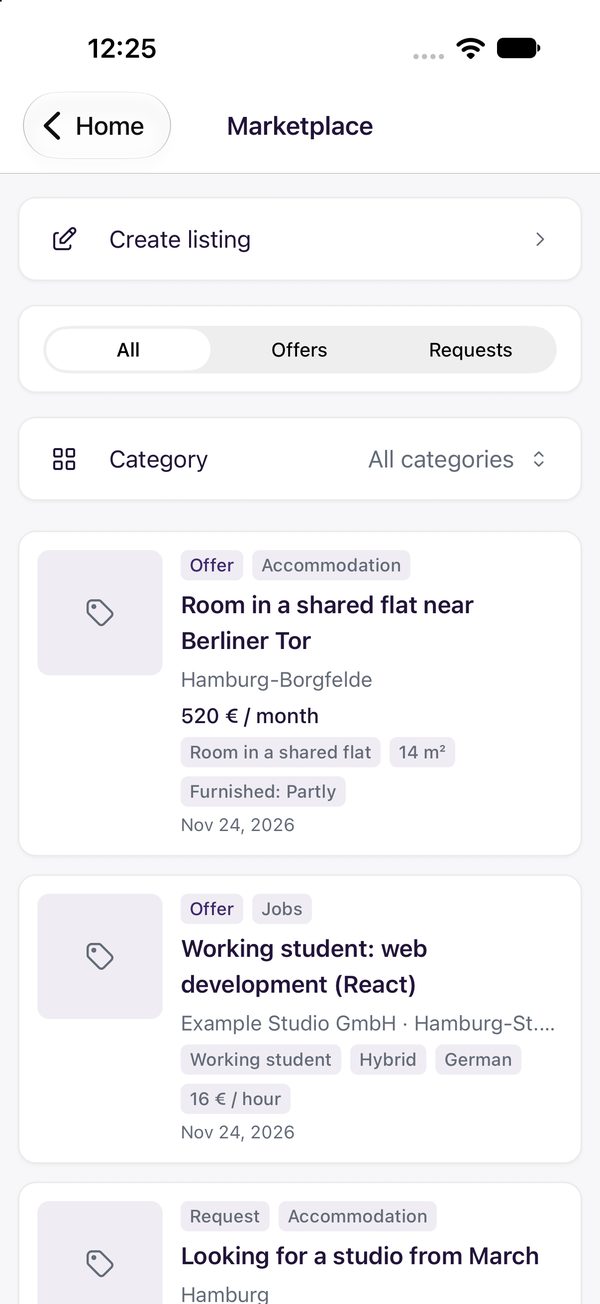 12:25
Home
Marketplace
Create listing
All Offers Requests
Category All categories
Offer Accommodation
Room in a shared flat near
Berliner Tor
Hamburg-Borgfelde
520 € / month
Room in a shared flat 14 m²
Furnished: Partly
Nov 24, 2026
Offer Jobs
Working student: web
development (React)
Example Studio GmbH · Hamburg-St....
Working student Hybrid German
16 € / hour
Nov 24, 2026
Request Accommodation
Looking for a studio from March
Hamburg